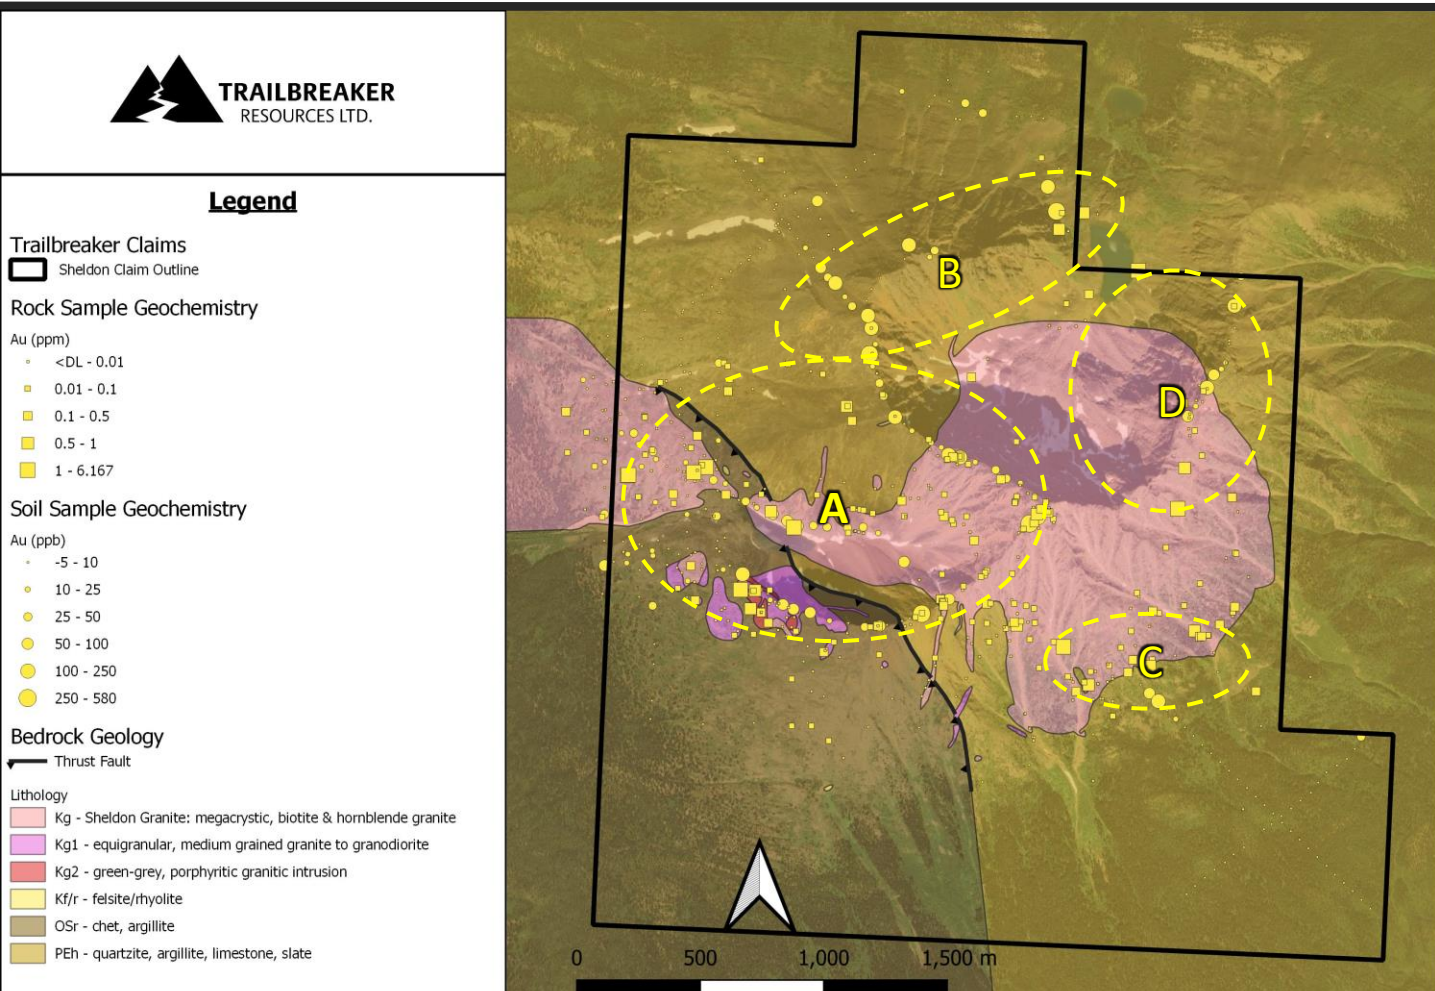 TRAILBREAKER
RESOURCES LTD.
Legend
Trailbreaker Claims
Sheldon Claim Outline
Rock Sample Geochemistry
Au (ppm)
<DL - 0.01
0.01 - 0.1
0.1 - 0.5
0.5 - 1
1 - 6.167
Soil Sample Geochemistry
Au (ppb)
-5 - 10
10 - 25
25 - 50
50 - 100
100 - 250
250 - 580
Bedrock Geology
Thrust Fault
Lithology
Kg - Sheldon Granite: megacrystic, biotite & hornblende granite
Kg1 - equigranular, medium grained granite to granodiorite
Kg2 - green-grey, porphyritic granitic intrusion
Kf/r - felsite/rhyolite
OSr - chet, argillite
PEh - quartzite, argillite, limestone, slate
B
D
A
C
0 500 1,000 1,500 m